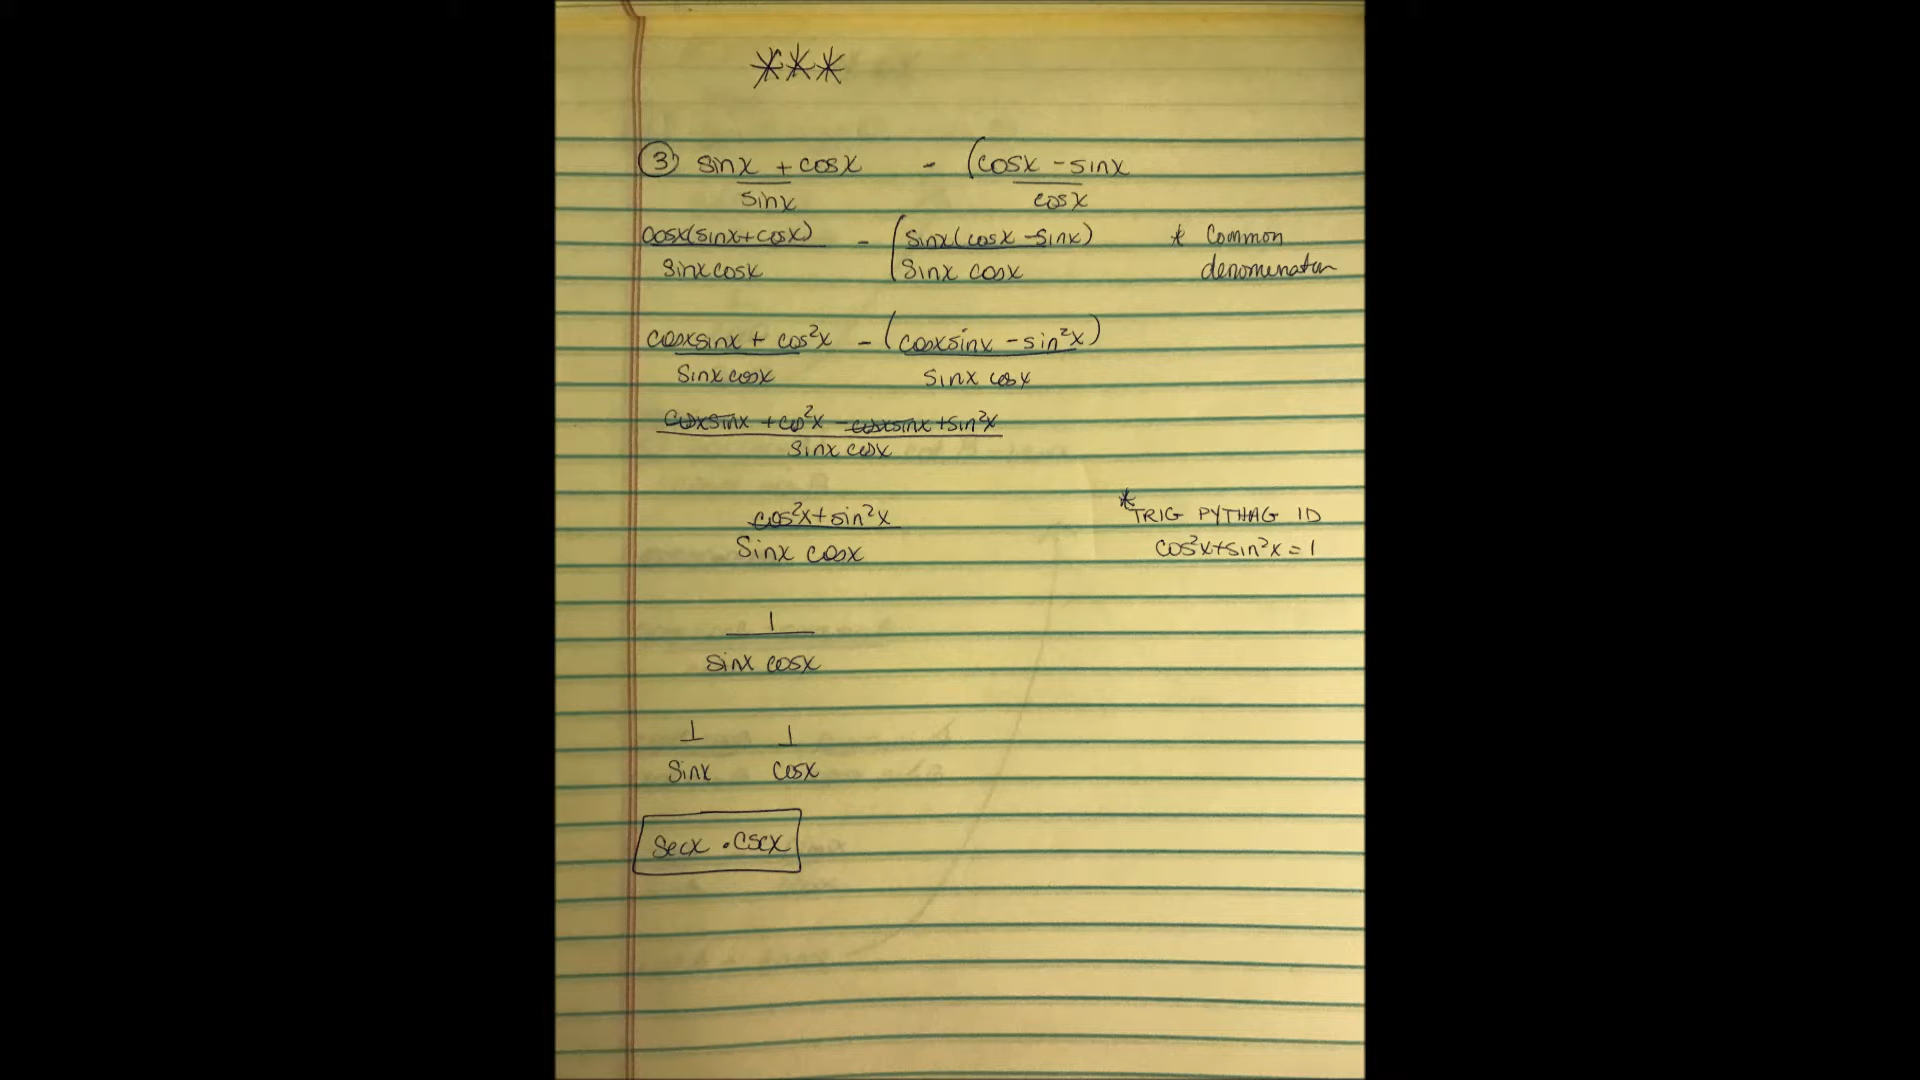 ***
③ sinx + cosx - (cosx - sinx
sinx cosx
cosx(sinx+cosx) - (sinx(cosx - sinx) * Common
sinxcosx sinx cosx denomenator
cosxsinx + cos²x - (cosxsinx - sin²x)
sinx cosx sinx cosx
cosxsinx + cos²x - cosxsinx + sin²x
sinx cosx
cos²x+sin²x *TRIG PYTHAG ID
sinx cosx cos²x+sin²x = 1
1
sinx cosx
1 1
sinx cosx
secx · cscx